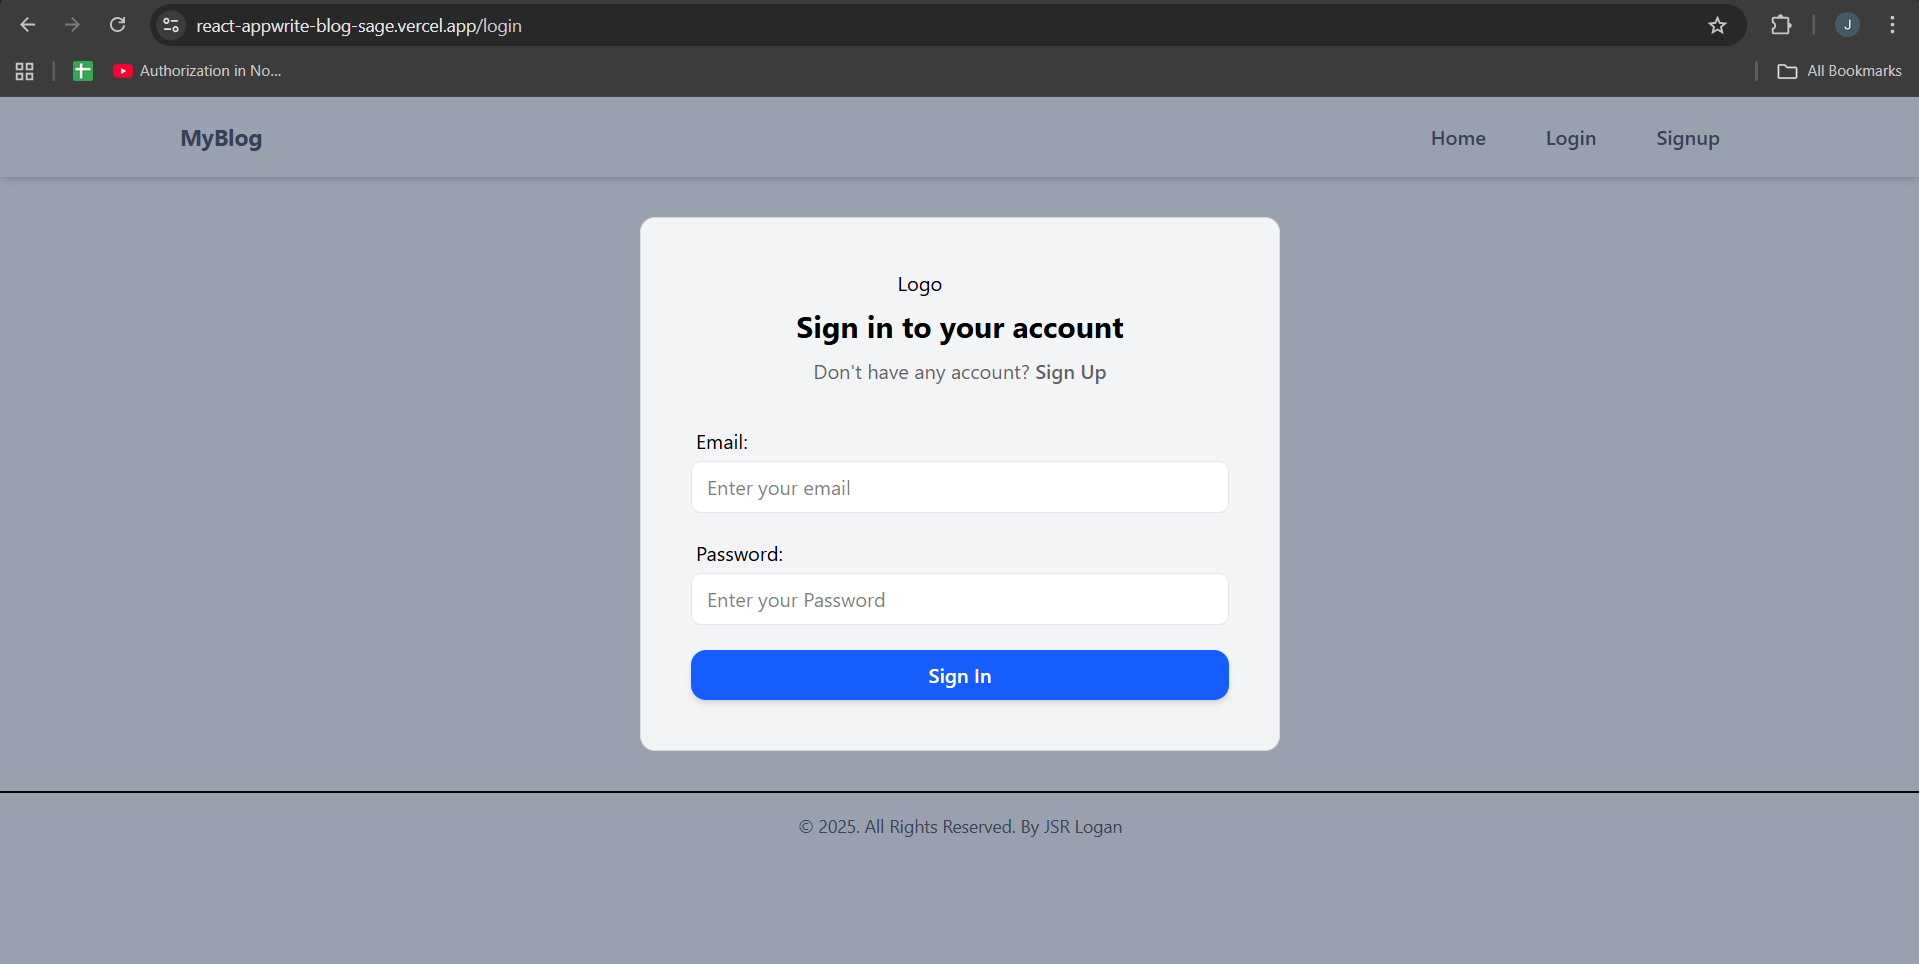 react-appwrite-blog-sage.vercel.app/login
J
Authorization in No...
All Bookmarks
MyBlog
Home Login Signup
Logo
Sign in to your account
Don't have any account? Sign Up
Email:
Enter your email
Password:
Enter your Password
Sign In
© 2025. All Rights Reserved. By JSR Logan